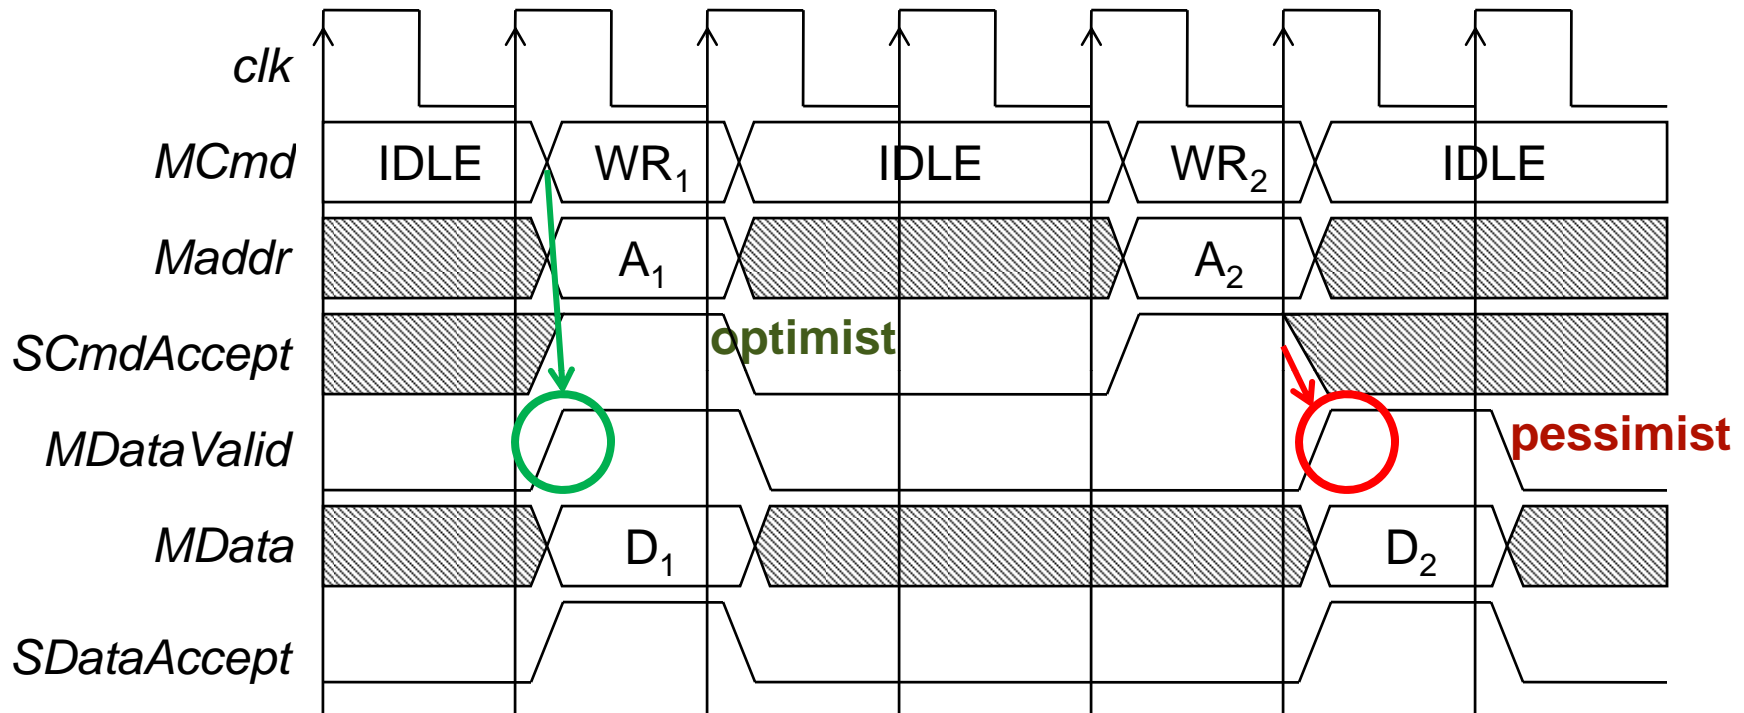 clk
MCmd IDLE WR₁ IDLE WR₂ IDLE
Maddr A₁ A₂
SCmdAccept optimist
MDataValid pessimist
MData D₁ D₂
SDataAccept